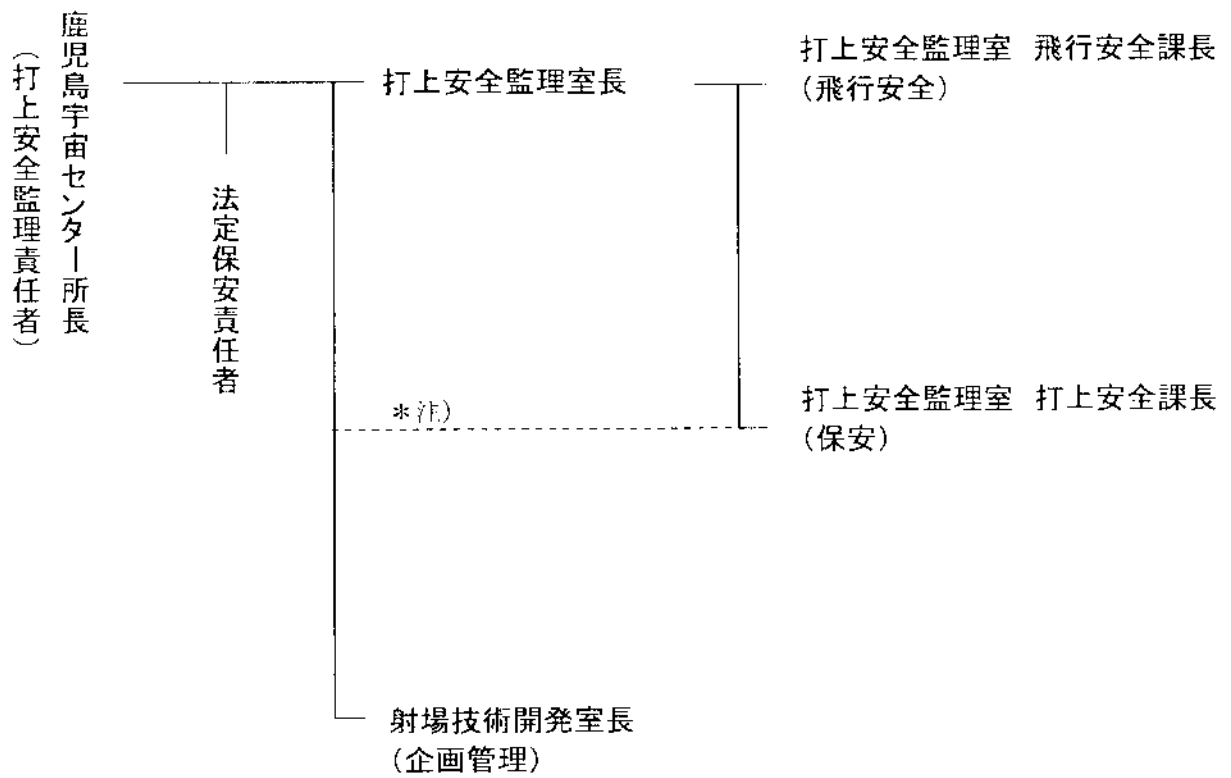 鹿児島宇宙センター所長
（打上安全監理責任者）
法定保安責任者
打上安全監理室長
打上安全監理室 飛行安全課長
(飛行安全)
＊注）
打上安全監理室 打上安全課長
(保安)
射場技術開発室長
(企画管理)